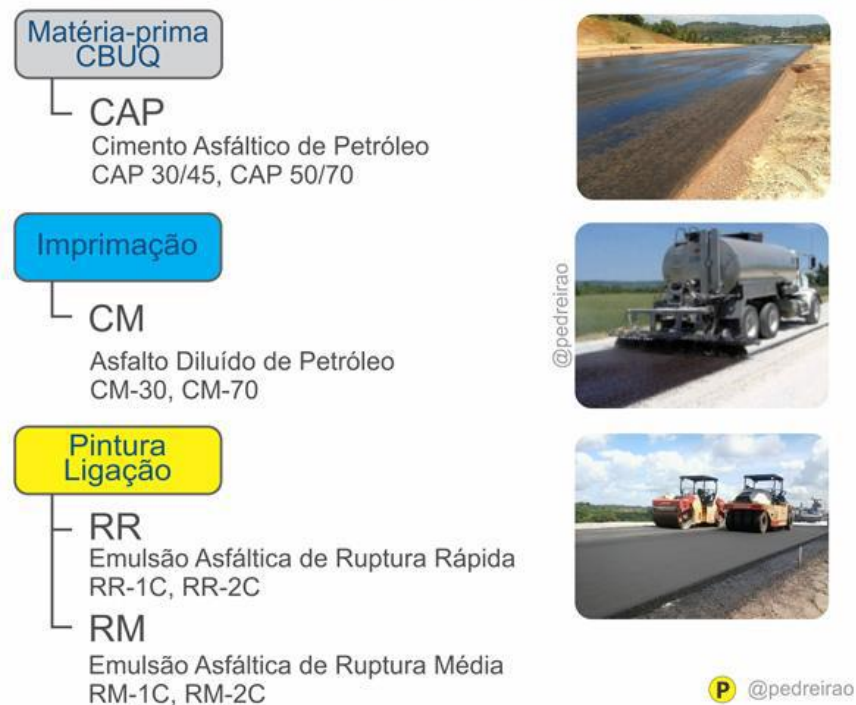 Matéria-prima
CBUQ
CAP
Cimento Asfáltico de Petróleo
CAP 30/45, CAP 50/70
Imprimação
CM
Asfalto Diluído de Petróleo
CM-30, CM-70
@pedreirao
Pintura
Ligação
RR
Emulsão Asfáltica de Ruptura Rápida
RR-1C, RR-2C
RM
Emulsão Asfáltica de Ruptura Média
RM-1C, RM-2C
P @pedreirao